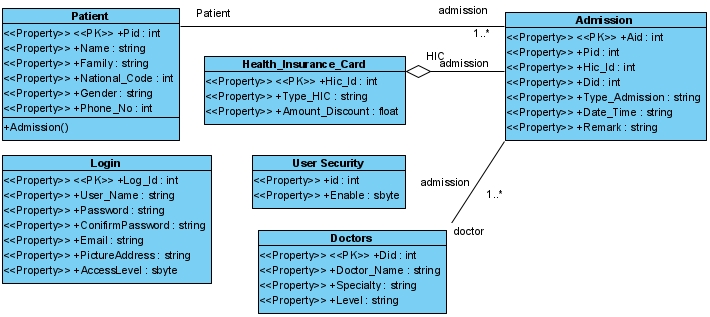 Patient
<<Property>> <<PK>> +Pid : int
<<Property>> +Name : string
<<Property>> +Family : string
<<Property>> +National_Code : int
<<Property>> +Gender : string
<<Property>> +Phone_No : int
+Admission()
Patient
admission
1..*
Admission
<<Property>> <<PK>> +Aid : int
<<Property>> +Pid : int
<<Property>> +Hic_Id : int
<<Property>> +Did : int
<<Property>> +Type_Admission : string
<<Property>> +Date_Time : string
<<Property>> +Remark : string
Health_Insurance_Card
<<Property>> <<PK>> +Hic_Id : int
<<Property>> +Type_HIC : string
<<Property>> +Amount_Discount : float
HIC
admission
Login
<<Property>> <<PK>> +Log_Id : int
<<Property>> +User_Name : string
<<Property>> +Password : string
<<Property>> +ConifirmPassword : string
<<Property>> +Email : string
<<Property>> +PictureAddress : string
<<Property>> +AccessLevel : sbyte
User Security
<<Property>> +id : int
<<Property>> +Enable : sbyte
admission
1..*
doctor
Doctors
<<Property>> <<PK>> +Did : int
<<Property>> +Doctor_Name : string
<<Property>> +Specialty : string
<<Property>> +Level : string